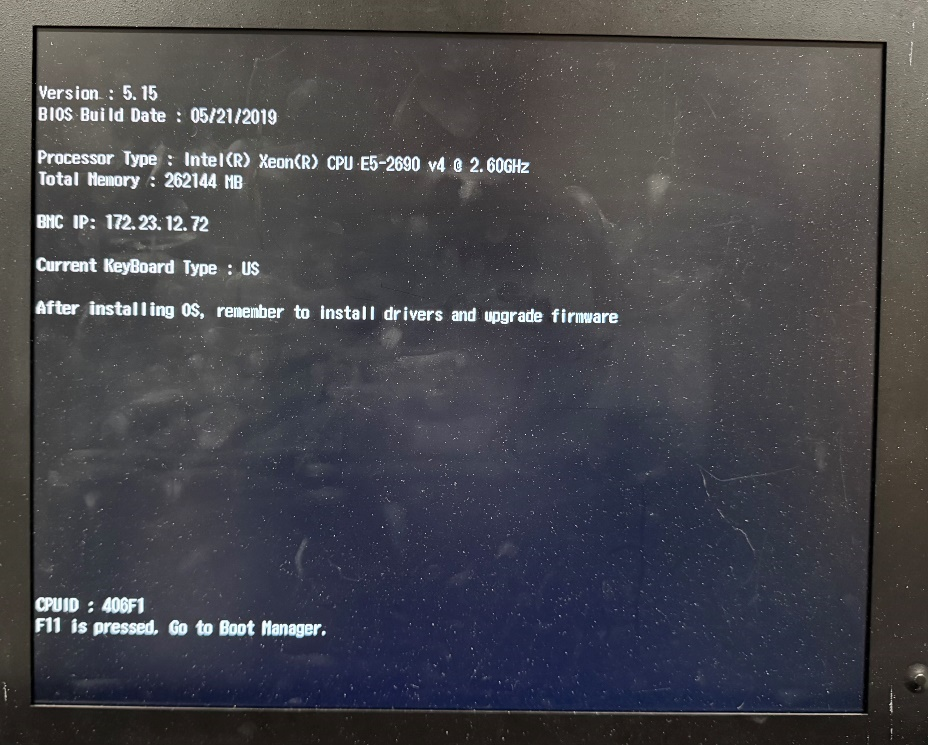 Version : 5.15
BIOS Build Date : 05/21/2019
Processor Type : Intel(R) Xeon(R) CPU E5-2690 v4 @ 2.60GHz
Total Memory : 262144 MB
BMC IP: 172.23.12.72
Current KeyBoard Type : US
After installing OS, remember to install drivers and upgrade firmware
CPUID : 406F1
F11 is pressed. Go to Boot Manager.